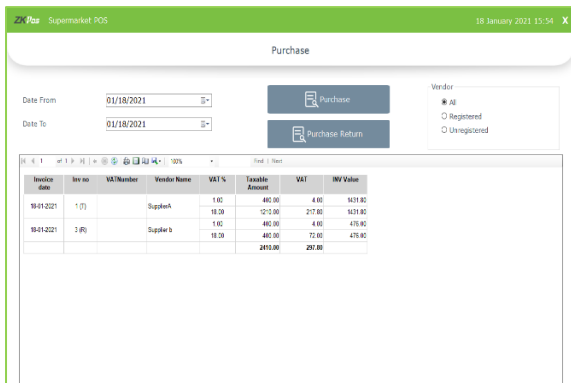 ZKPos Supermarket POS 18 January 2021 15:54 X
Purchase
Vendor
Date From 01/18/2021 Purchase All
Registered
Date To 01/18/2021 Purchase Return Unregistered
1 of 1 100% Find | Next
Invoice date Inv no VATNumber Vendor Name VAT % Taxable Amount VAT INV Value
18-01-2021 1 (T) SupplierA 1.00 400.00 4.00 1431.80
18.00 1210.00 217.80 1431.80
18-01-2021 3 (R) Supplier b 1.00 400.00 4.00 476.00
18.00 400.00 72.00 476.00
2410.00 297.80